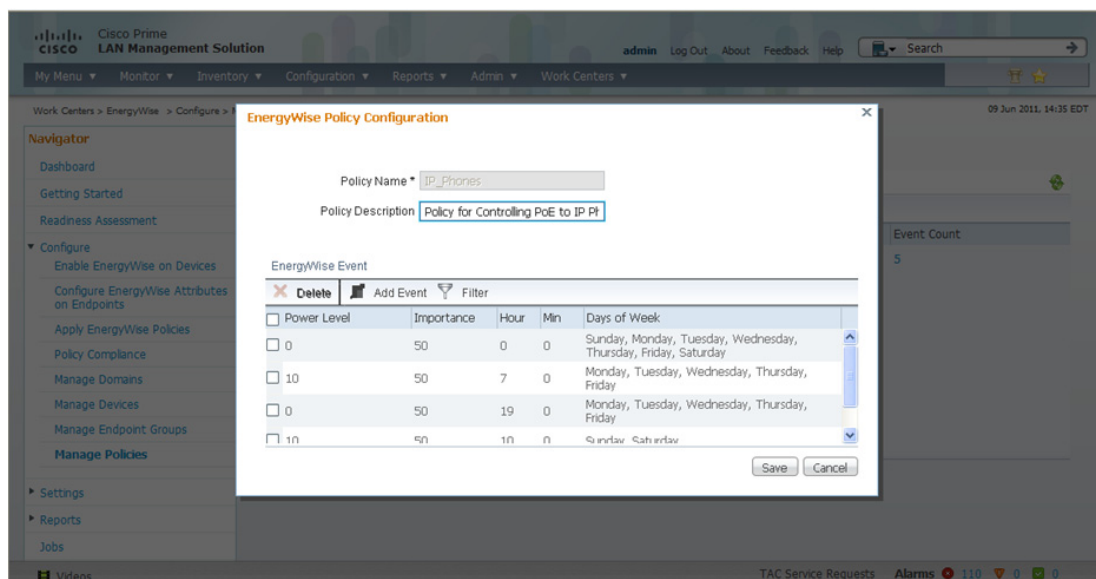 CISCO
Cisco Prime
LAN Management Solution
admin Log Out About Feedback Help
Search
My Menu Monitor Inventory Configuration Reports Admin Work Centers
Work Centers > EnergyWise > Configure >
09 Jun 2011, 14:35 EDT
Navigator
Dashboard
Getting Started
Readiness Assessment
Configure
Enable EnergyWise on Devices
Configure EnergyWise Attributes
on Endpoints
Apply EnergyWise Policies
Policy Compliance
Manage Domains
Manage Devices
Manage Endpoint Groups
Manage Policies
Settings
Reports
Jobs
EnergyWise Policy Configuration
Policy Name * IP_Phones
Policy Description Policy for Controlling PoE to IP
EnergyWise Event
Delete Add Event Filter
Power Level Importance Hour Min Days of Week
0 50 0 0 Sunday, Monday, Tuesday, Wednesday,
Thursday, Friday, Saturday
10 50 7 0 Monday, Tuesday, Wednesday, Thursday,
Friday
0 50 19 0 Monday, Tuesday, Wednesday, Thursday,
Friday
10 50 10 0 Sunday, Saturday
Save Cancel
Event Count
5
Videos
TAC Service Requests Alarms 110 0 0